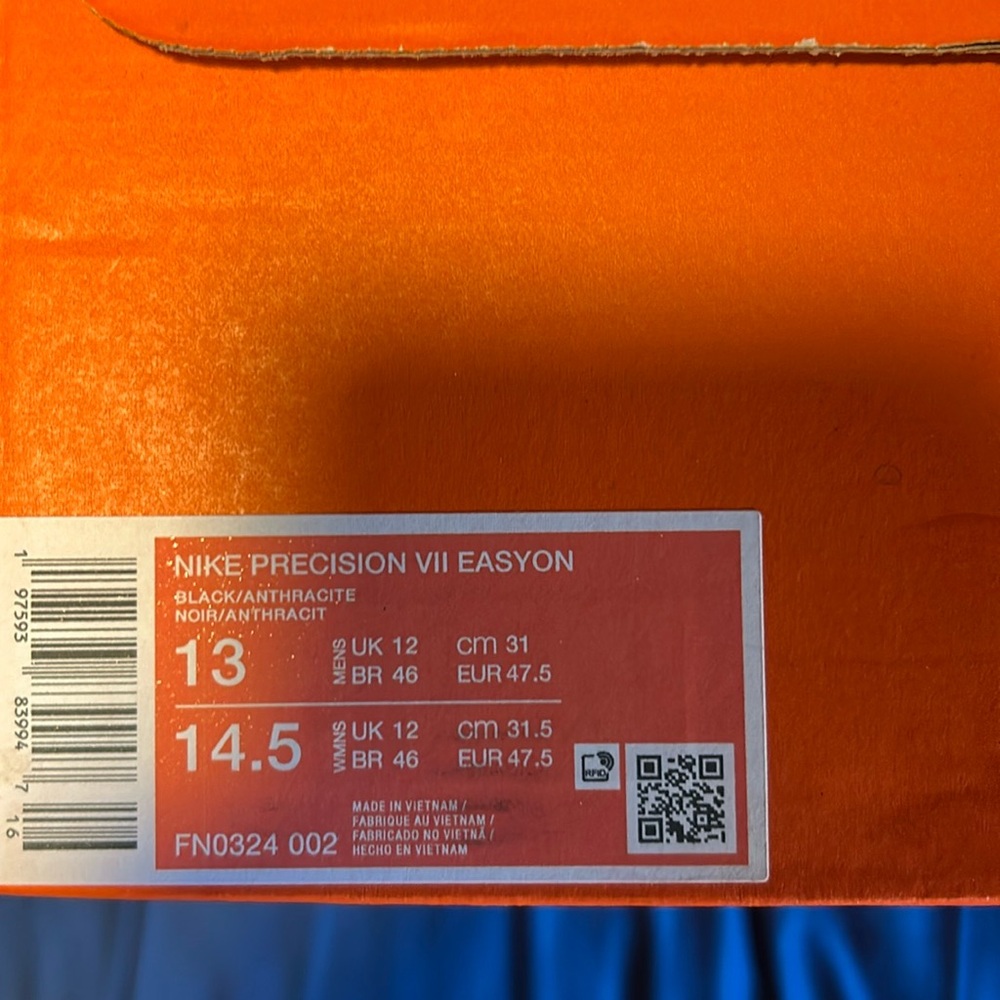 NIKE PRECISION VII EASYON
BLACK/ANTHRACITE
NOIR/ANTHRACIT
13 MENS UK 12 cm 31
BR 46 EUR 47.5
14.5 WMNS UK 12 cm 31.5
BR 46 EUR 47.5
RFID
MADE IN VIETNAM /
FABRIQUE AU VIETNAM /
FABRICADO NO VIETNÃ /
HECHO EN VIETNAM
FN0324 002
1 97593 83994 7 16